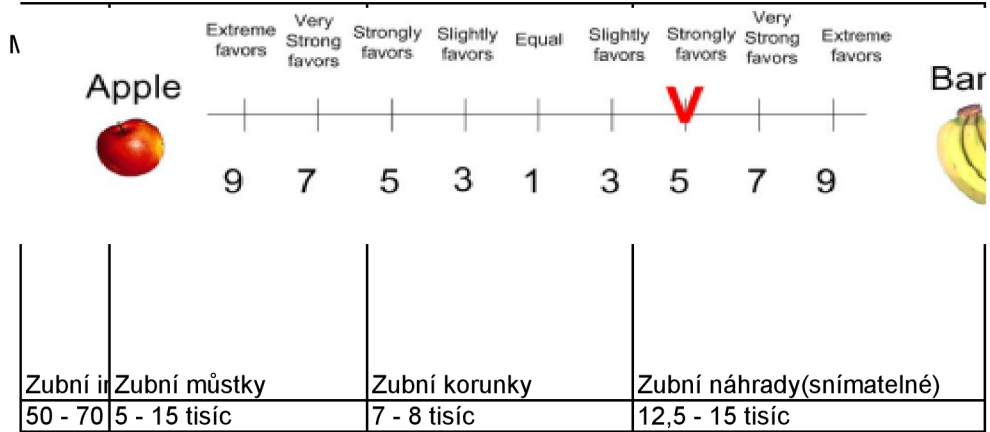 Extreme favors Very Strong favors Strongly favors Slightly favors Equal Slightly favors Strongly favors Very Strong favors Extreme favors
Apple
9 7 5 3 1 3 5 7 9
Zubní Zubní můstky Zubní korunky Zubní náhrady(snímatelné)
50 - 70 5 - 15 tisíc 7 - 8 tisíc 12,5 - 15 tisíc